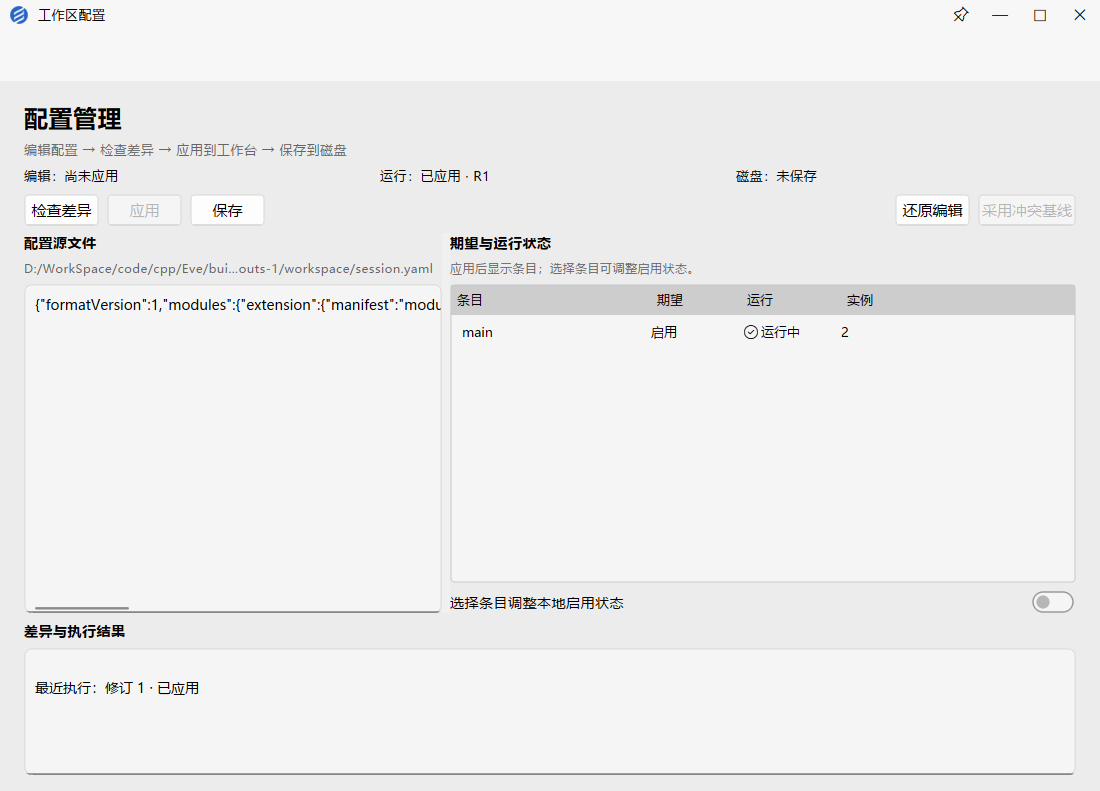 工作区配置
配置管理
编辑配置 → 检查差异 → 应用到工作台 → 保存到磁盘
编辑：尚未应用 运行：已应用 · R1 磁盘：未保存
检查差异 应用 保存 还原编辑 采用冲突基线
配置源文件
D:/WorkSpace/code/cpp/Eve/bui...outs-1/workspace/session.yaml
{"formatVersion":1,"modules":{"extension":{"manifest":"modu
期望与运行状态
应用后显示条目；选择条目可调整启用状态。
条目 期望 运行 实例
main 启用 运行中 2
选择条目调整本地启用状态
差异与执行结果
最近执行：修订 1 · 已应用